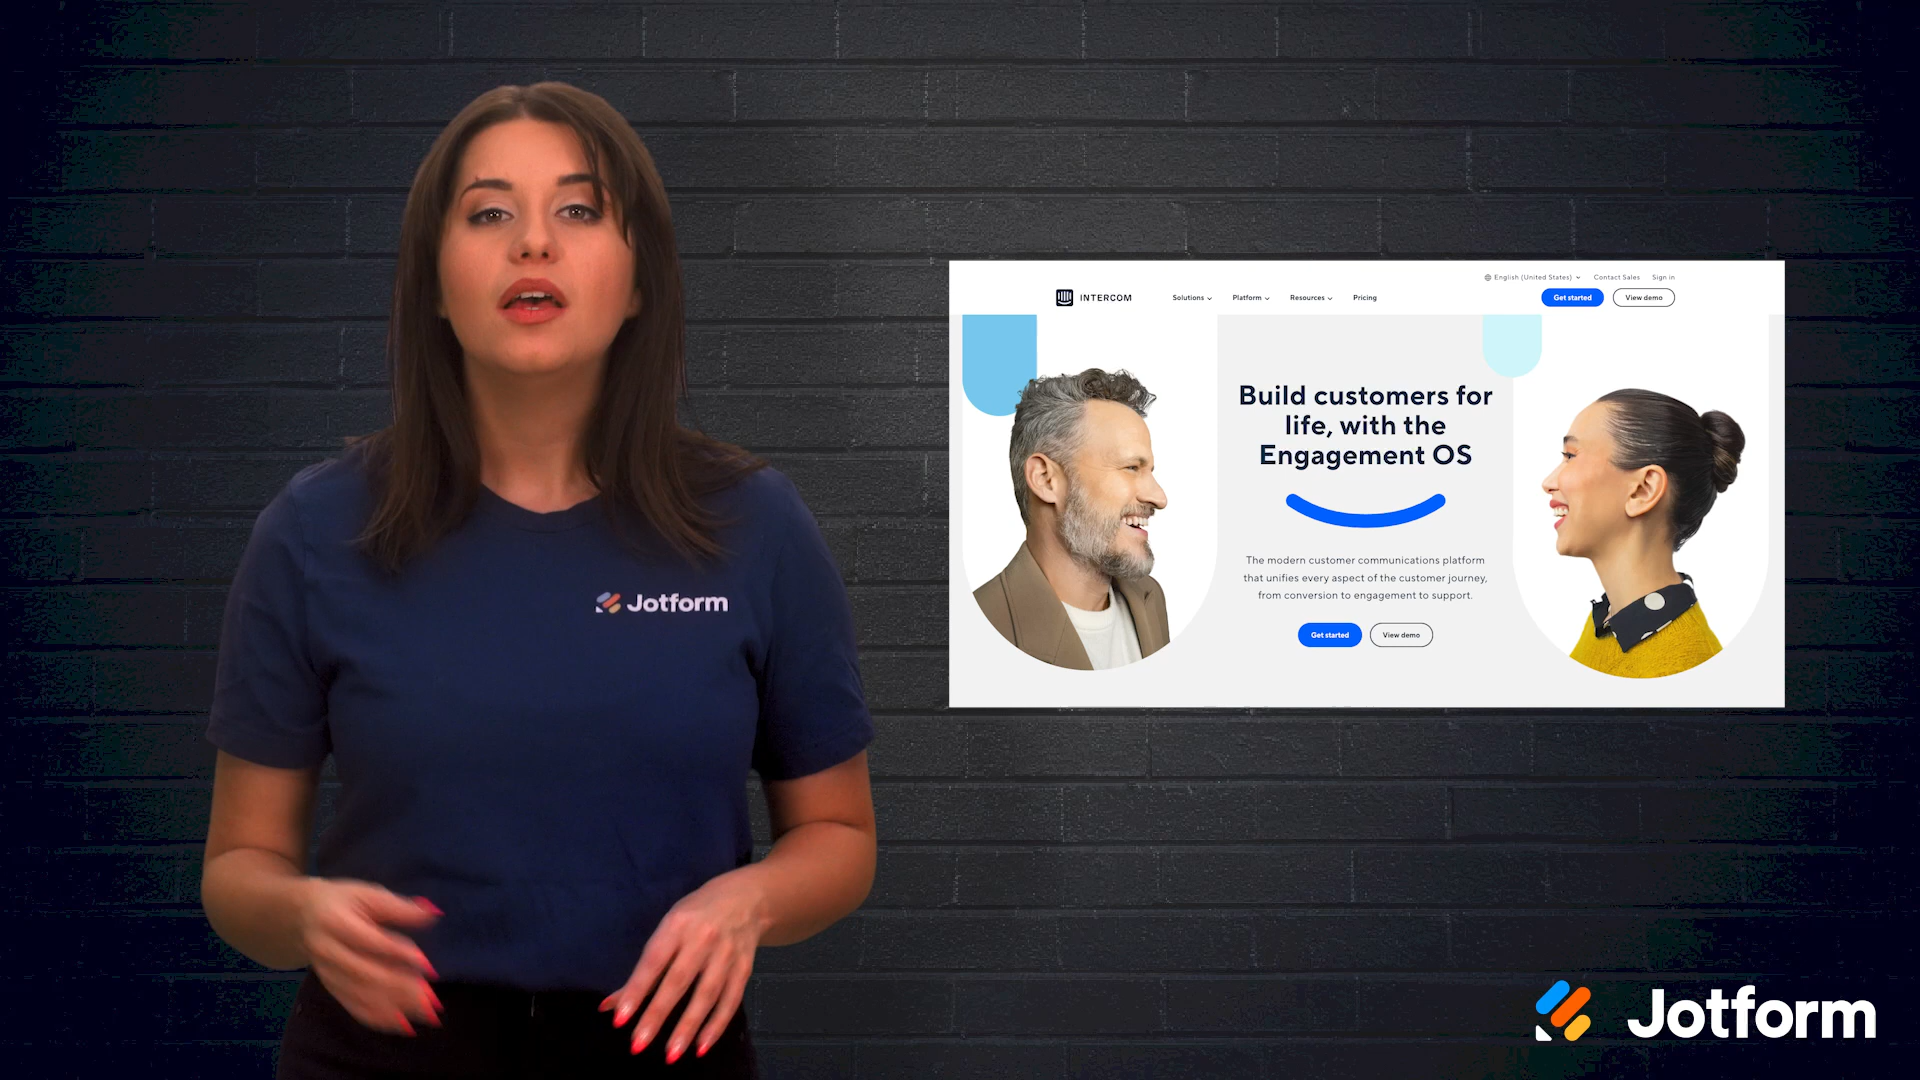 English (United States)
Contact Sales
Sign in
INTERCOM
Solutions
Platform
Resources
Pricing
Get started
View demo
Build customers for
life, with the
Engagement OS
The modern customer communications platform
that unifies every aspect of the customer journey,
from conversion to engagement to support.
Get started
View demo
Jotform
Jotform